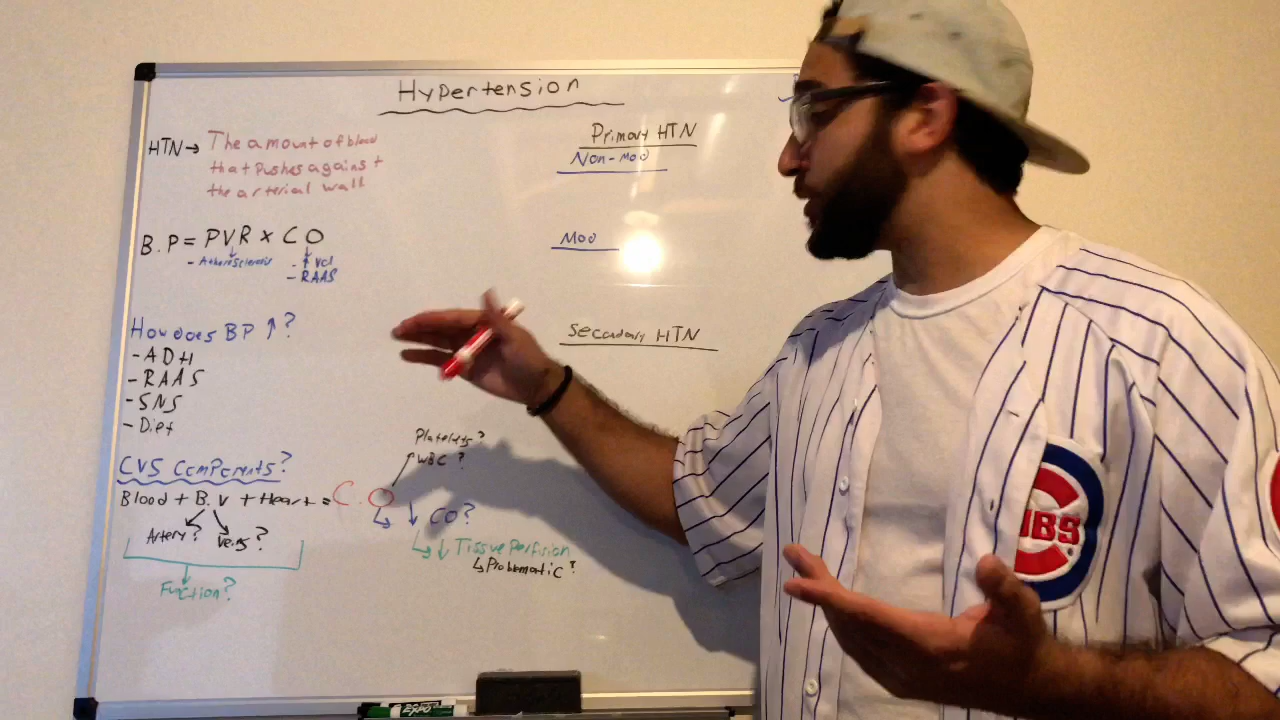 Hypertension
HTN → The amount of blood
that pushes against
the arterial wall
B.P = PVR x CO
- Atherosclerosis
- ↑ Vol
- RAAS
How does BP ↑ ?
- ADH
- RAAS
- SNS
- Diet
CVS Components?
Blood + B.V + Heart = C.O
Artery? Veins?
Function?
Platelets?
WBC?
↓ CO?
↓ Tissue Perfusion
Problematic?
Primary HTN
Non-Mod
Mod
Secondary HTN
UBS
Expo